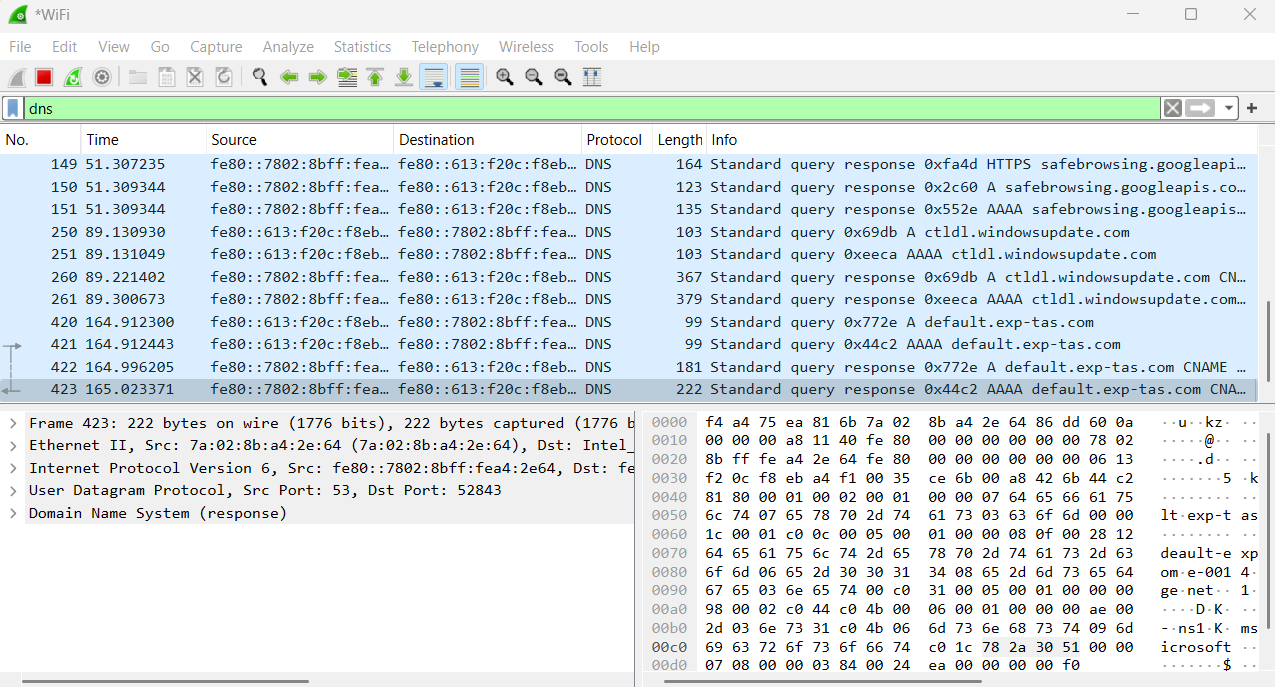 *WiFi
File Edit View Go Capture Analyze Statistics Telephony Wireless Tools Help
dns
No. Time Source Destination Protocol Length Info
149 51.307235 fe80::7802:8bff:fea… fe80::613:f20c:f8eb… DNS 164 Standard query response 0xfa4d HTTPS safebrowsing.googleapi…
150 51.309344 fe80::7802:8bff:fea… fe80::613:f20c:f8eb… DNS 123 Standard query response 0x2c60 A safebrowsing.googleapis.co…
151 51.309344 fe80::7802:8bff:fea… fe80::613:f20c:f8eb… DNS 135 Standard query response 0x552e AAAA safebrowsing.googleapis…
250 89.130930 fe80::613:f20c:f8eb… fe80::7802:8bff:fea… DNS 103 Standard query 0x69db A ctldl.windowsupdate.com
251 89.131049 fe80::613:f20c:f8eb… fe80::7802:8bff:fea… DNS 103 Standard query 0xeeca AAAA ctldl.windowsupdate.com
260 89.221402 fe80::7802:8bff:fea… fe80::613:f20c:f8eb… DNS 367 Standard query response 0x69db A ctldl.windowsupdate.com CN…
261 89.300673 fe80::7802:8bff:fea… fe80::613:f20c:f8eb… DNS 379 Standard query response 0xeeca AAAA ctldl.windowsupdate.com…
420 164.912300 fe80::613:f20c:f8eb… fe80::7802:8bff:fea… DNS 99 Standard query 0x772e A default.exp-tas.com
421 164.912443 fe80::613:f20c:f8eb… fe80::7802:8bff:fea… DNS 99 Standard query 0x44c2 AAAA default.exp-tas.com
422 164.996205 fe80::7802:8bff:fea… fe80::613:f20c:f8eb… DNS 181 Standard query response 0x772e A default.exp-tas.com CNAME …
423 165.023371 fe80::7802:8bff:fea… fe80::613:f20c:f8eb… DNS 222 Standard query response 0x44c2 AAAA default.exp-tas.com CNA…
Frame 423: 222 bytes on wire (1776 bits), 222 bytes captured (1776 b
Ethernet II, Src: 7a:02:8b:a4:2e:64 (7a:02:8b:a4:2e:64), Dst: Intel_
Internet Protocol Version 6, Src: fe80::7802:8bff:fea4:2e64, Dst: fe
User Datagram Protocol, Src Port: 53, Dst Port: 52843
Domain Name System (response)
0000 f4 a4 75 ea 81 6b 7a 02 8b a4 2e 64 86 dd 60 0a ··u··kz· ···
0010 00 00 00 a8 11 40 fe 80 00 00 00 00 00 00 78 02 ·····@·· ···
0020 8b ff fe a4 2e 64 fe 80 00 00 00 00 00 00 06 13 ·····.d·· ···
0030 f2 0c f8 eb a4 f1 00 35 ce 6b 00 a8 42 6b 44 c2 ·······5 ·k
0040 81 80 00 01 00 02 00 01 00 00 07 64 65 66 61 75 ········ ···
0050 6c 74 07 65 78 70 2d 74 61 73 03 63 6f 6d 00 00 lt·exp-t as
0060 1c 00 01 c0 0c 00 05 00 01 00 00 08 0f 00 28 12 ········ ···
0070 64 65 61 75 6c 74 2d 65 78 70 2d 74 61 73 2d 63 deault-e xp
0080 6f 6d 06 65 2d 30 30 31 34 08 65 2d 6d 73 65 64 om·e-001 4·
0090 67 65 03 6e 65 74 00 c0 31 00 05 00 01 00 00 00 ge·net·· 1·
00a0 98 00 02 c0 44 c0 4b 00 06 00 01 00 00 00 ae 00 ····D·K· ···
00b0 2d 03 6e 73 31 c0 4b 06 6d 73 6e 68 73 74 09 6d -·ns1·K· ms
00c0 69 63 72 6f 73 6f 66 74 c0 1c 78 2a 30 51 00 00 icrosoft ···
00d0 07 08 00 00 03 84 00 24 ea 00 00 00 00 f0 ·······$ ···